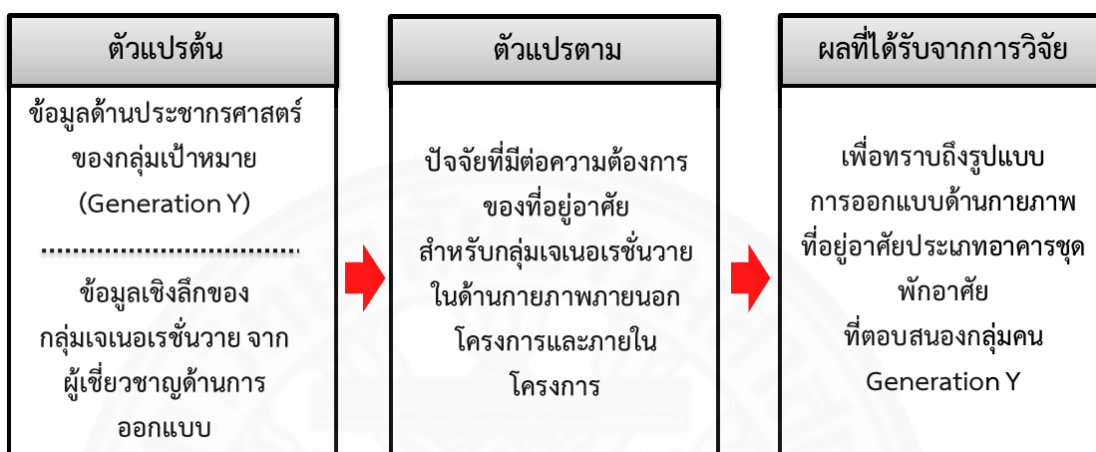 ตัวแปรต้น
ข้อมูลด้านประชากรศาสตร์
ของกลุ่มเป้าหมาย
(Generation Y)
ข้อมูลเชิงลึกของ
กลุ่มเจเนอเรชั่นวาย จาก
ผู้เชี่ยวชาญด้านการ
ออกแบบ
ตัวแปรตาม
ปัจจัยที่มีต่อความต้องการ
ของที่อยู่อาศัย
สำหรับกลุ่มเจเนอเรชั่นวาย
ในด้านกายภาพภายนอก
โครงการและภายใน
โครงการ
ผลที่ได้รับจากการวิจัย
เพื่อทราบถึงรูปแบบ
การออกแบบด้านกายภาพ
ที่อยู่อาศัยประเภทอาคารชุด
พักอาศัย
ที่ตอบสนองกลุ่มคน
Generation Y